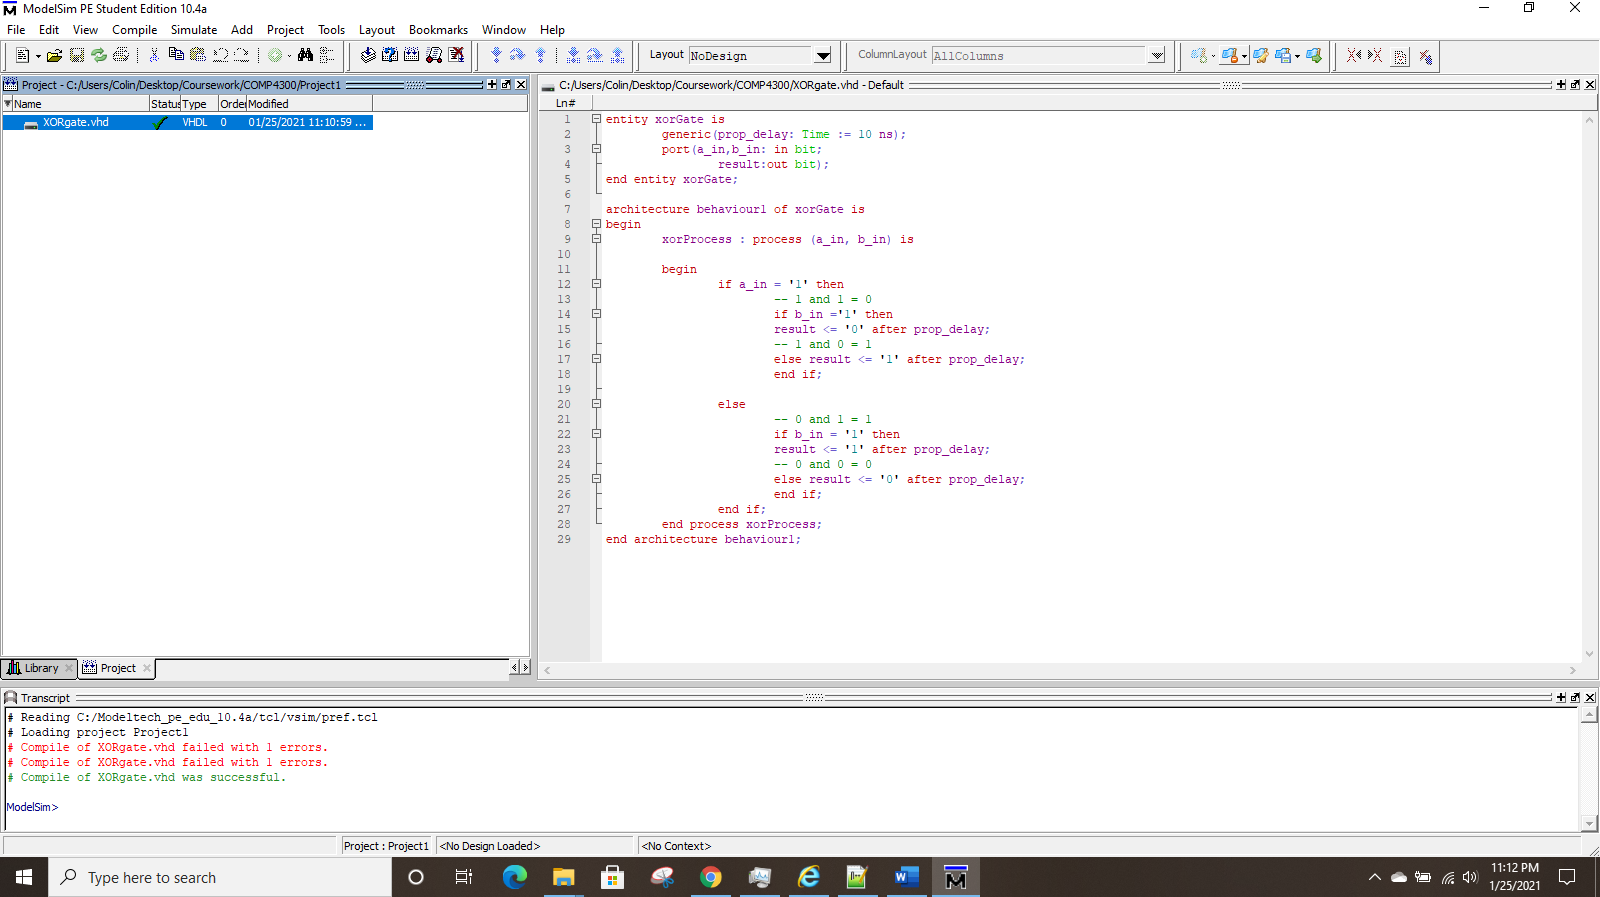 ModelSim PE Student Edition 10.4a
File Edit View Compile Simulate Add Project Tools Layout Bookmarks Window Help
Layout NoDesign ColumnLayout AllColumns
Project - C:/Users/Colin/Desktop/Coursework/COMP4300/Project1
Name Status Type Order Modified
XORgate.vhd VHDL 0 01/25/2021 11:10:59 ...
Library Project
C:/Users/Colin/Desktop/Coursework/COMP4300/XORgate.vhd - Default
Ln#
1 entity xorGate is
2 generic(prop_delay: Time := 10 ns);
3 port(a_in,b_in: in bit;
4 result:out bit);
5 end entity xorGate;
6
7 architecture behaviour1 of xorGate is
8 begin
9 xorProcess : process (a_in, b_in) is
10
11 begin
12 if a_in = '1' then
13 -- 1 and 1 = 0
14 if b_in ='1' then
15 result <= '0' after prop_delay;
16 -- 1 and 0 = 1
17 else result <= '1' after prop_delay;
18 end if;
19
20 else
21 -- 0 and 1 = 1
22 if b_in = '1' then
23 result <= '1' after prop_delay;
24 -- 0 and 0 = 0
25 else result <= '0' after prop_delay;
26 end if;
27 end if;
28 end process xorProcess;
29 end architecture behaviour1;
Transcript
# Reading C:/Modeltech_pe_edu_10.4a/tcl/vsim/pref.tcl
# Loading project Project1
# Compile of XORgate.vhd failed with 1 errors.
# Compile of XORgate.vhd failed with 1 errors.
# Compile of XORgate.vhd was successful.
ModelSim>
Project : Project1 <No Design Loaded> <No Context>
Type here to search
11:12 PM
1/25/2021